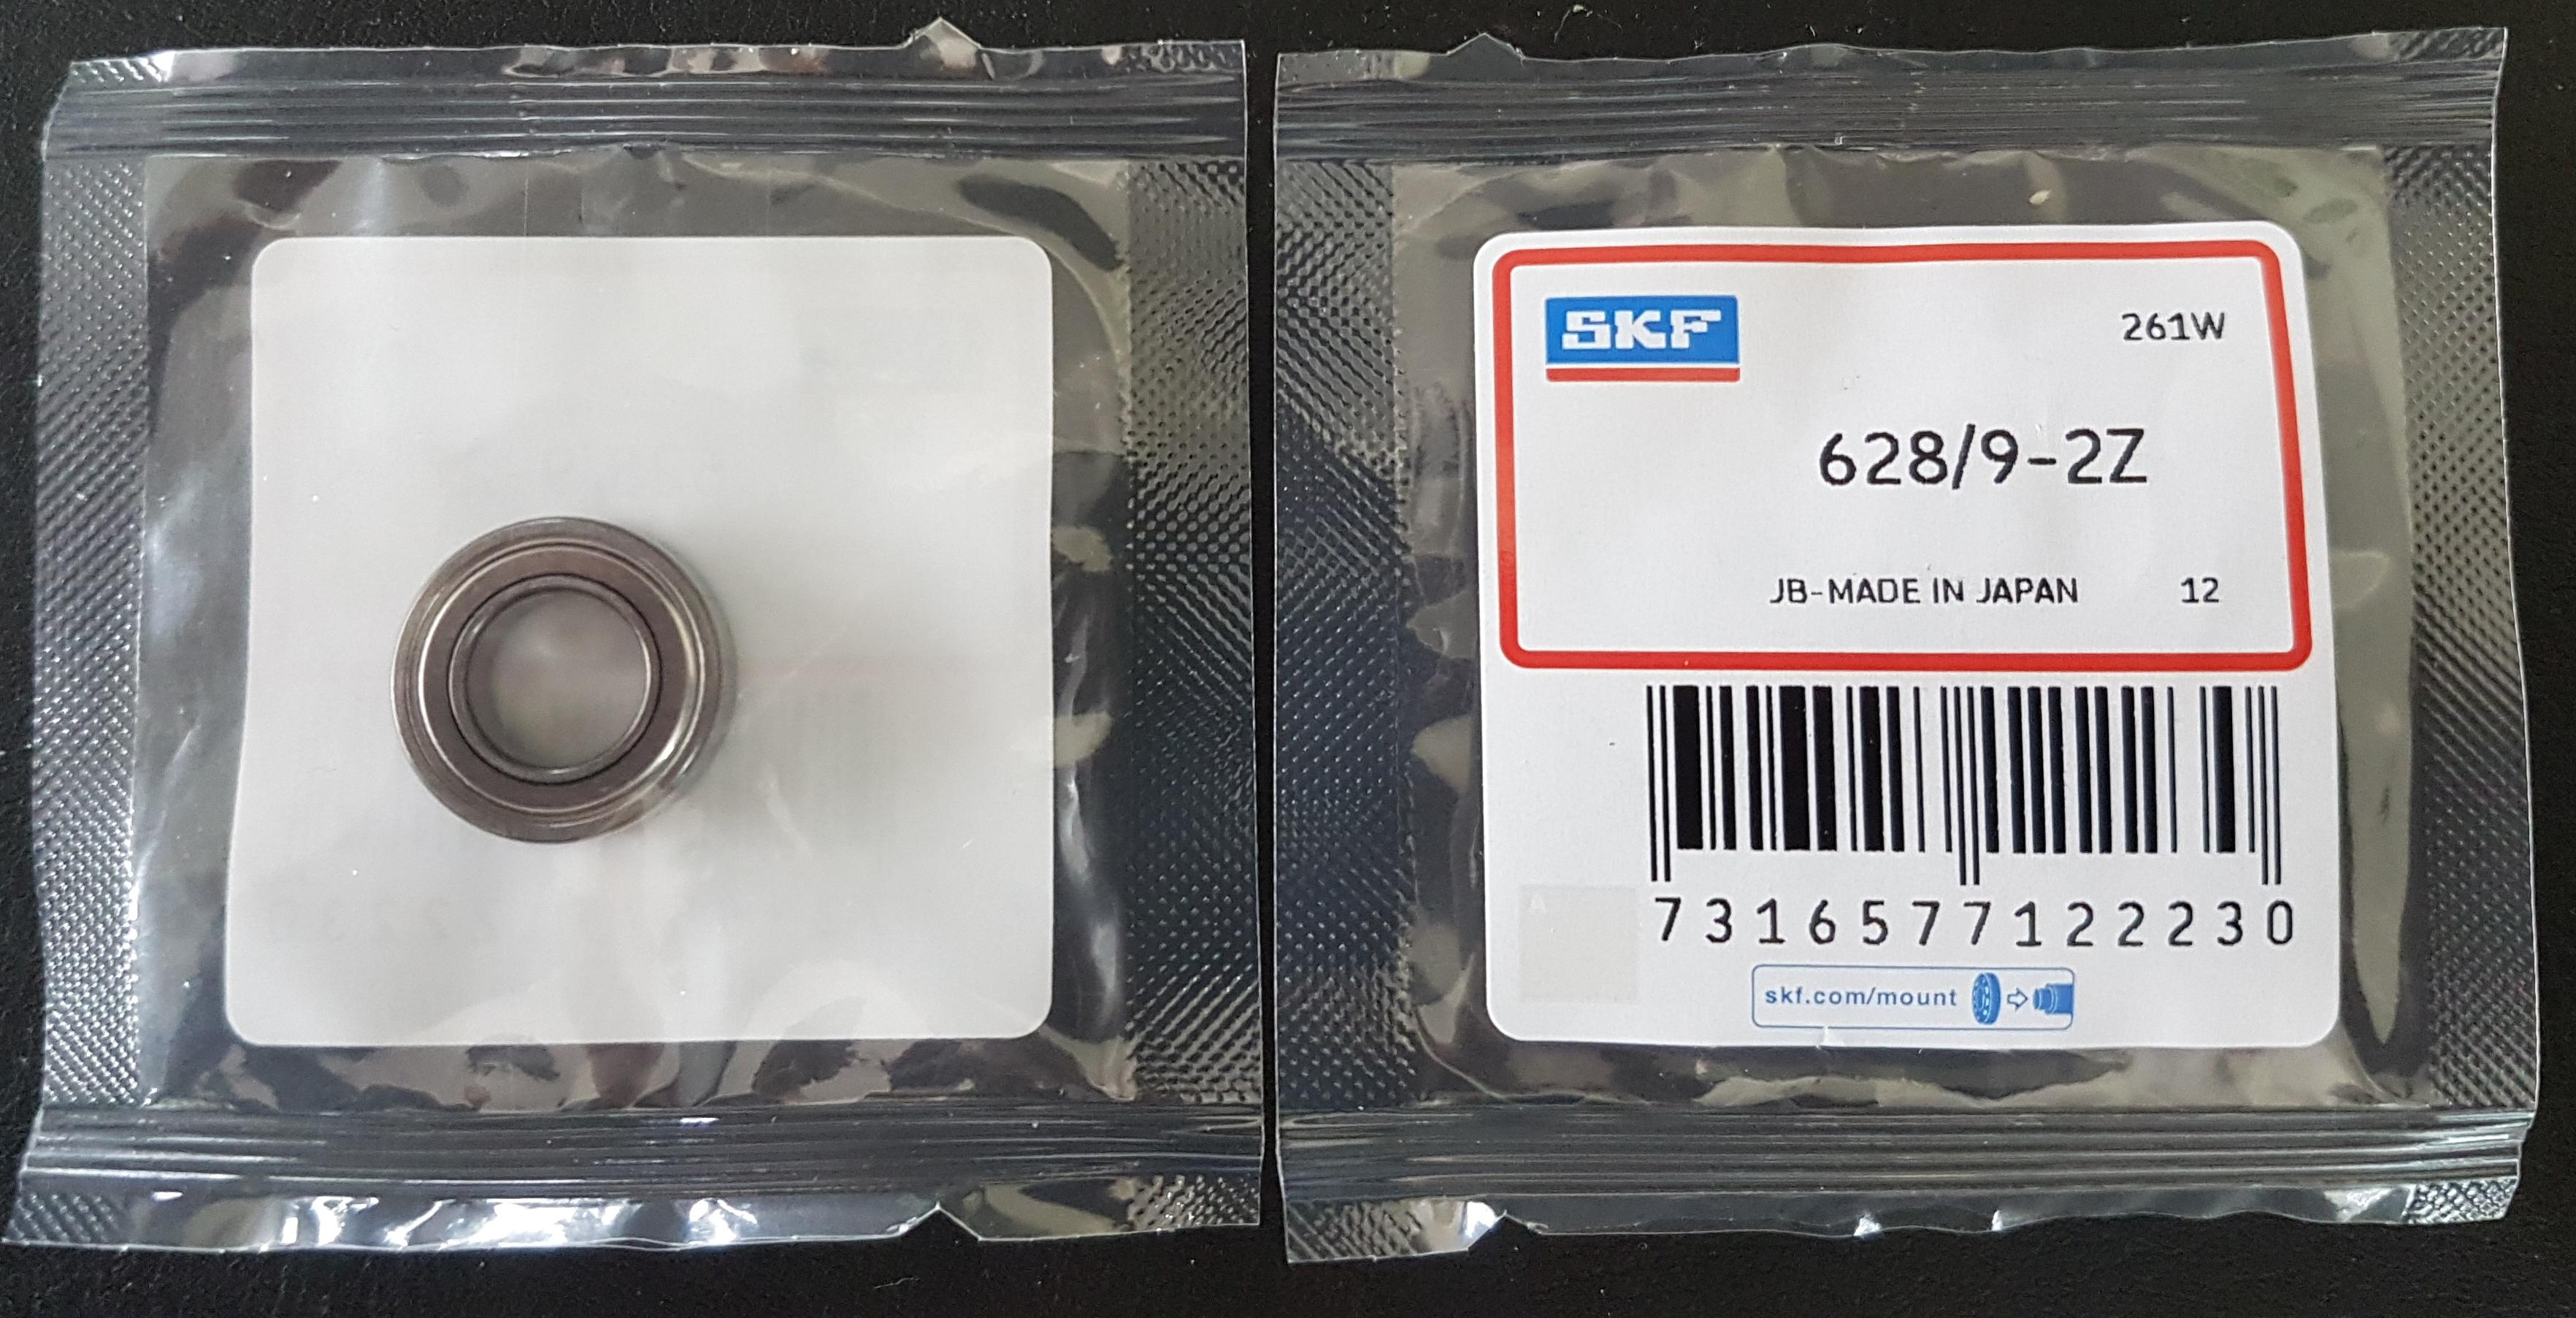 SKF
261W
628/9-2Z
JB-MADE IN JAPAN 12
7316577122230
skf.com/mount